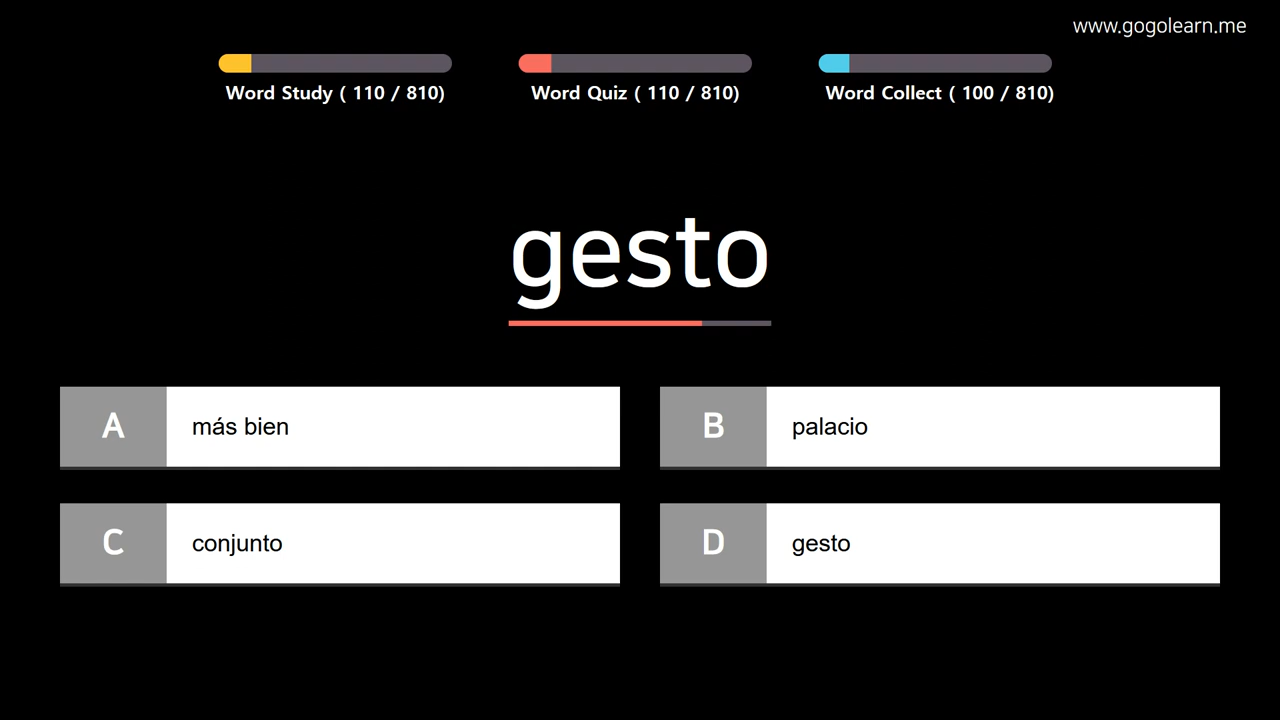 www.gogolearn.me
Word Study ( 110 / 810)
Word Quiz ( 110 / 810)
Word Collect ( 100 / 810)
gesto
A
más bien
B
palacio
C
conjunto
D
gesto